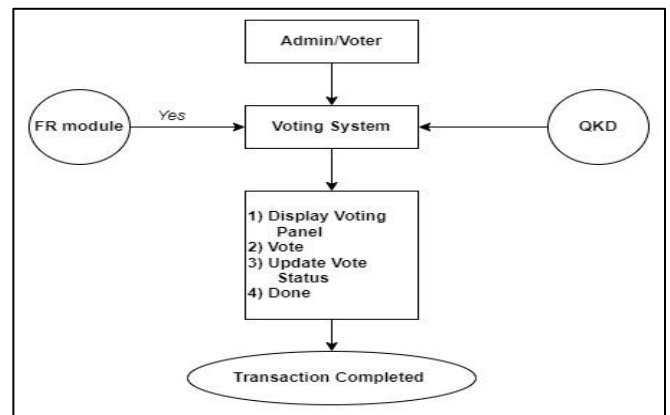 Admin/Voter
FR module
Yes
Voting System
QKD
1) Display Voting
Panel
2) Vote
3) Update Vote
Status
4) Done
Transaction Completed